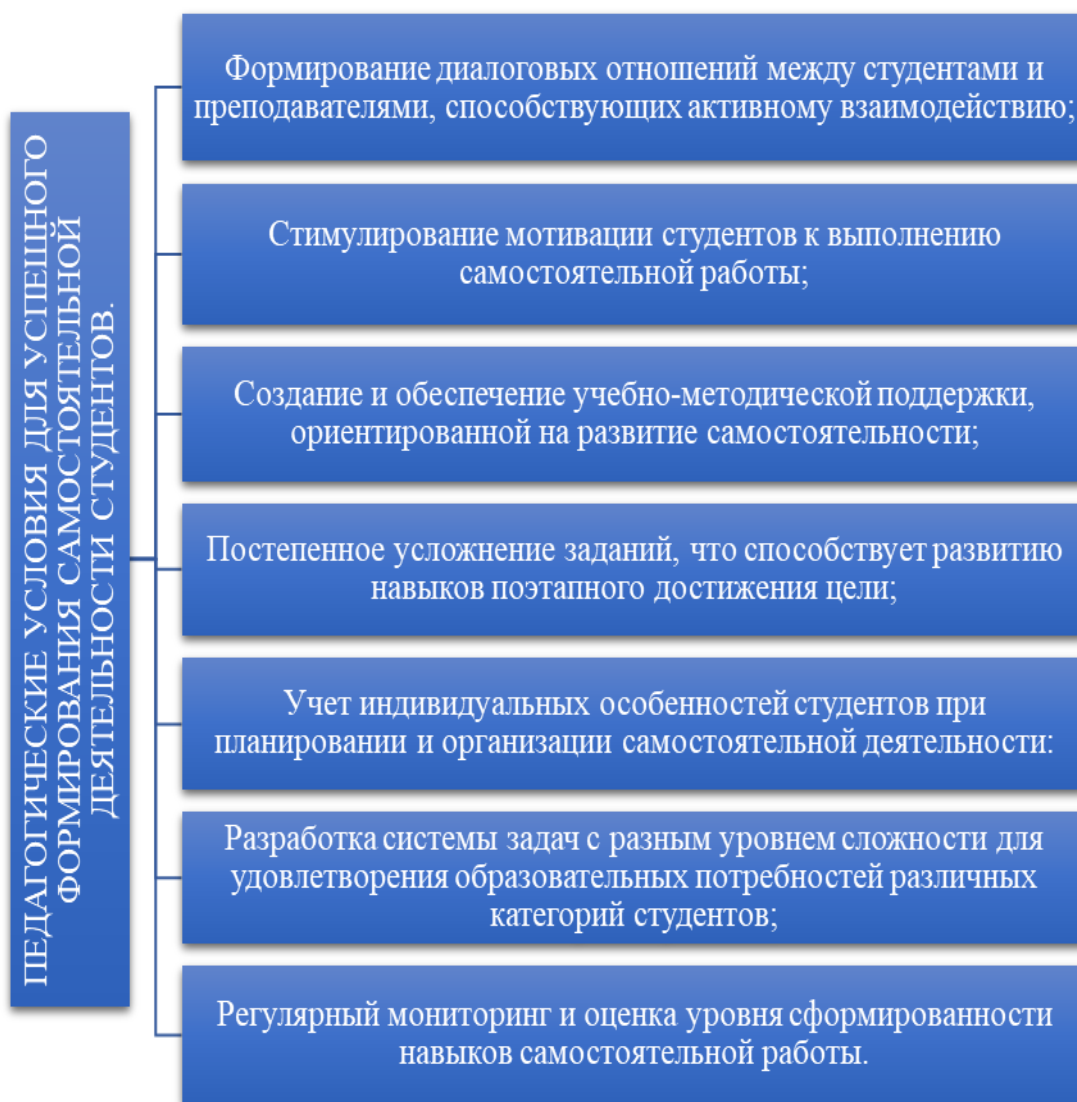 ПЕДАГОГИЧЕСКИЕ УСЛОВИЯ ДЛЯ УСПЕШНОГО
ФОРМИРОВАНИЯ САМОСТОЯТЕЛЬНОЙ
ДЕЯТЕЛЬНОСТИ СТУДЕНТОВ.
Формирование диалоговых отношений между студентами и
преподавателями, способствующих активному взаимодействию;
Стимулирование мотивации студентов к выполнению
самостоятельной работы;
Создание и обеспечение учебно-методической поддержки,
ориентированной на развитие самостоятельности;
Постепенное усложнение заданий, что способствует развитию
навыков поэтапного достижения цели;
Учет индивидуальных особенностей студентов при
планировании и организации самостоятельной деятельности:
Разработка системы задач с разным уровнем сложности для
удовлетворения образовательных потребностей различных
категорий студентов;
Регулярный мониторинг и оценка уровня сформированности
навыков самостоятельной работы.